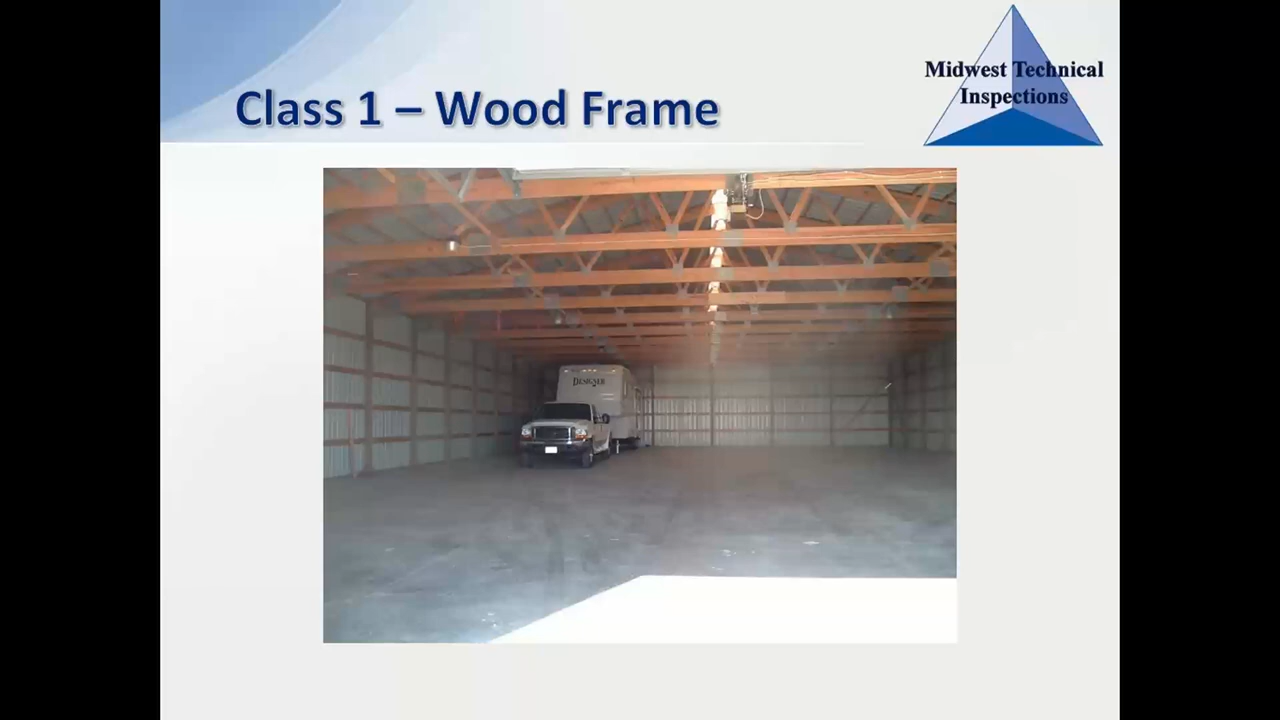 Class 1 – Wood Frame
Midwest Technical
Inspections
DESIGNER